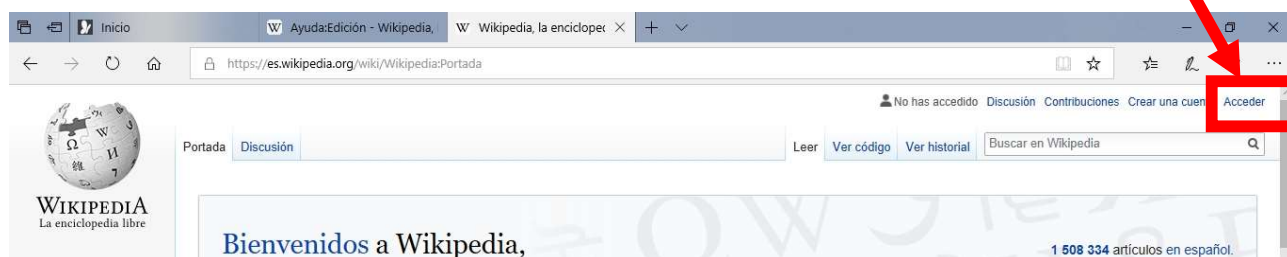 Inicio
Ayuda:Edición - Wikipedia,
Wikipedia, la encicloped
https://es.wikipedia.org/wiki/Wikipedia:Portada
No has accedido Discusión Contribuciones Crear una cuen Acceder
Portada Discusión
Leer Ver código Ver historial
Buscar en Wikipedia
WIKIPEDIA
La enciclopedia libre
Bienvenidos a Wikipedia,
1 508 334 artículos en español.